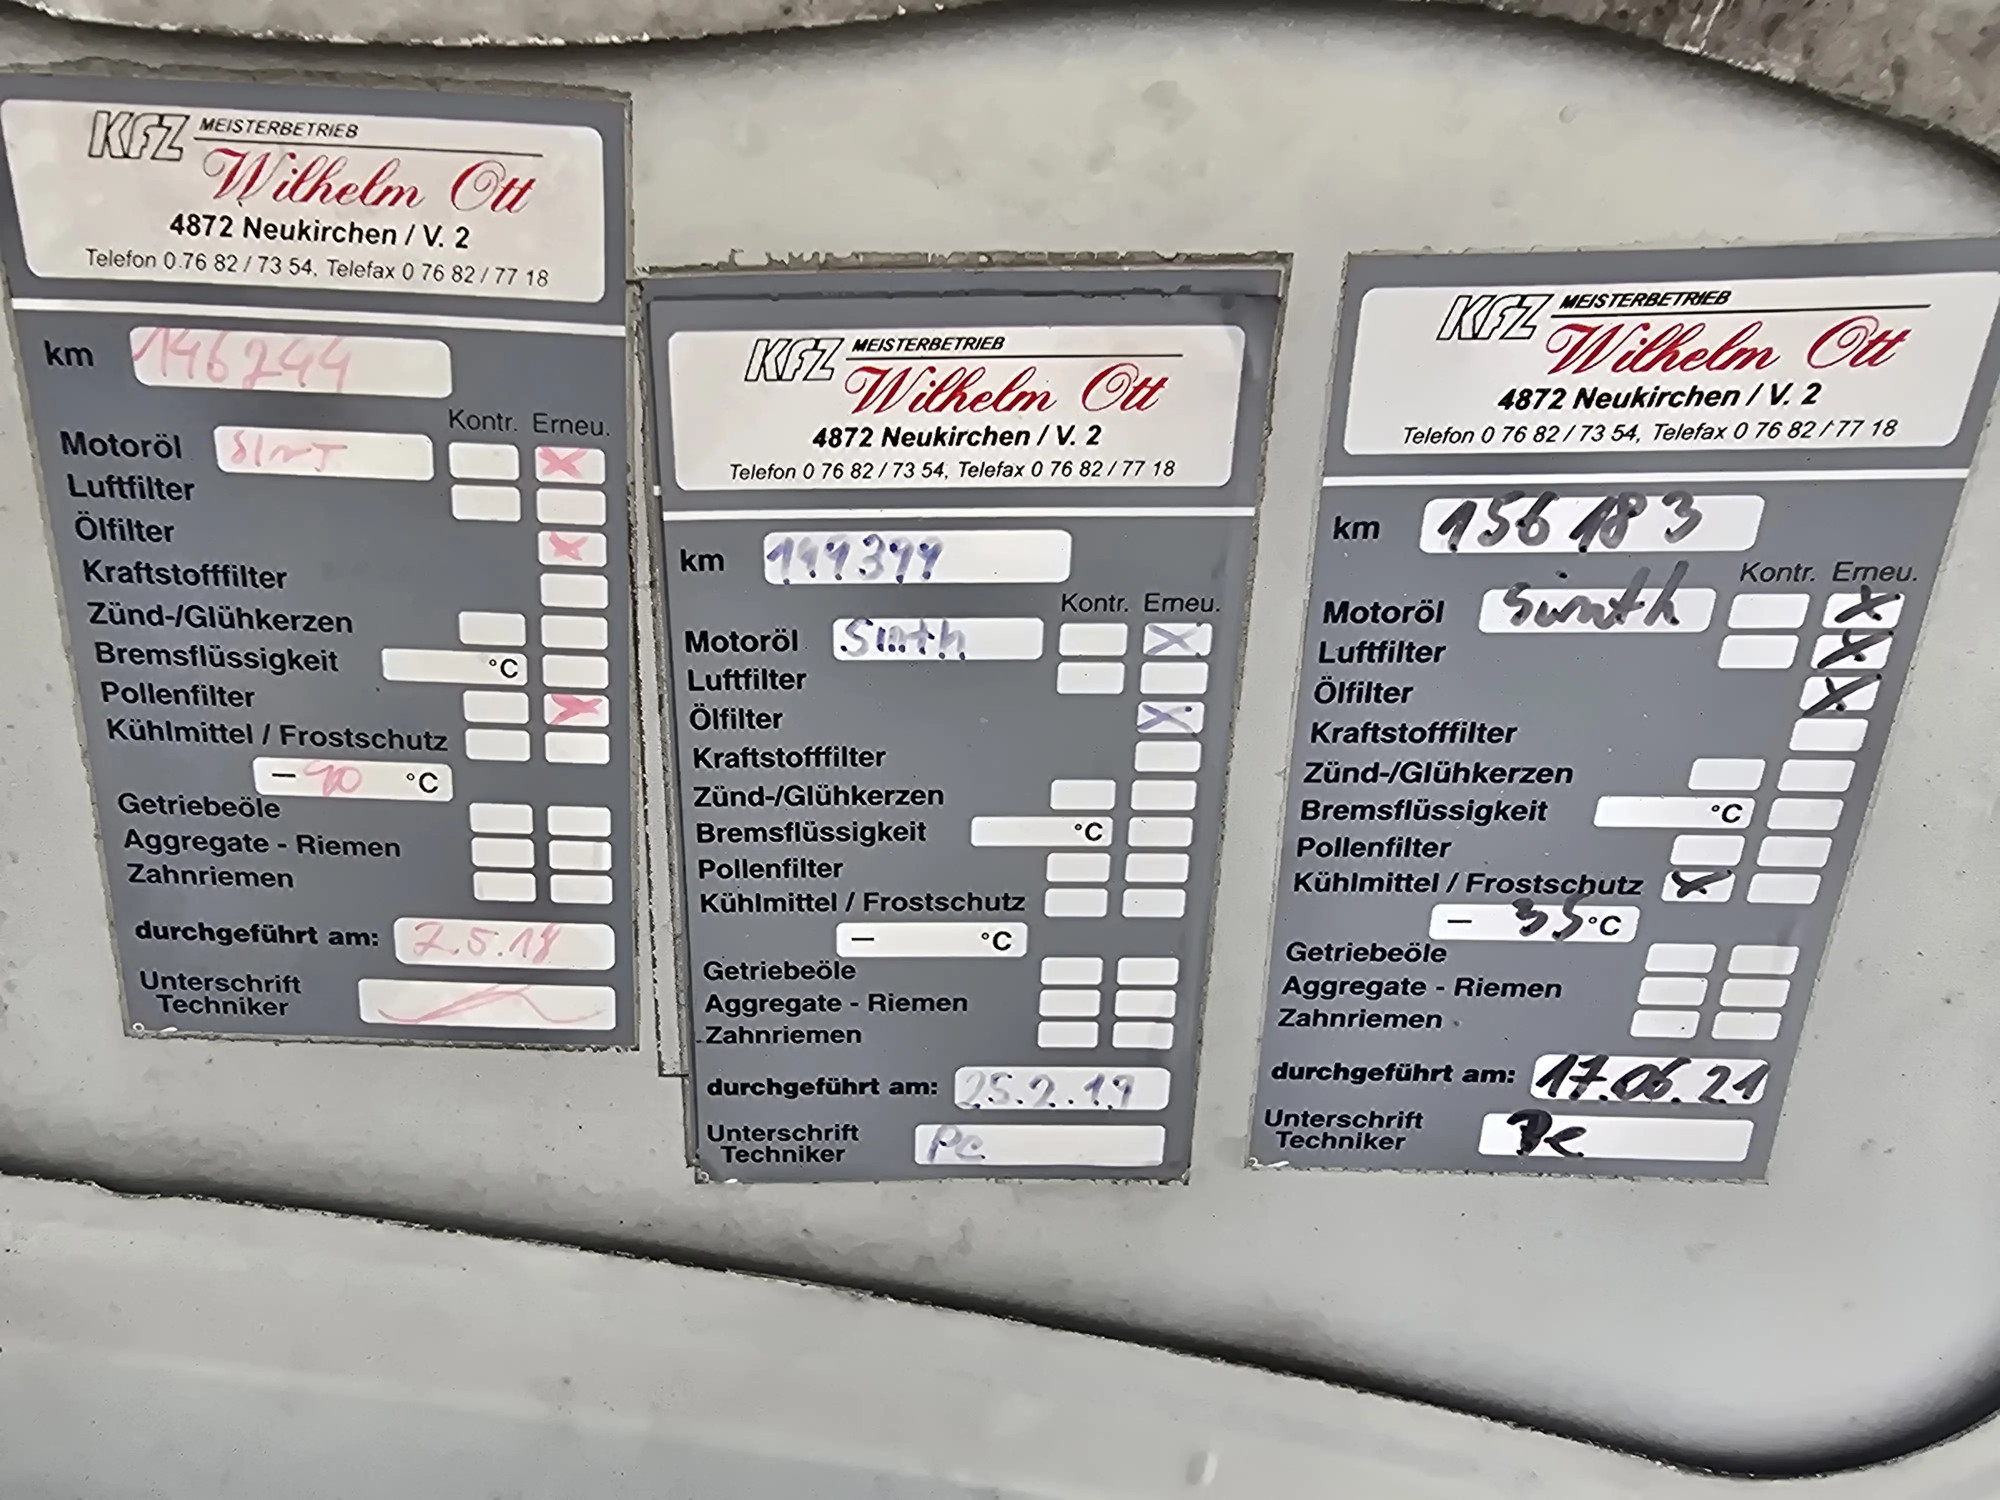 KFZ MEISTERBETRIEB
Wilhelm Ott
4872 Neukirchen / V. 2
Telefon 0 76 82 / 73 54, Telefax 0 76 82 / 77 18
km 146244
Kontr. Erneu.
Motoröl SINT X
Luftfilter
Ölfilter X
Kraftstofffilter
Zünd-/Glühkerzen
Bremsflüssigkeit °C
Pollenfilter X
Kühlmittel / Frostschutz
– 40 °C
Getriebeöle
Aggregate - Riemen
Zahnriemen
durchgeführt am: 2.5.18
Unterschrift
Techniker
KFZ MEISTERBETRIEB
Wilhelm Ott
4872 Neukirchen / V. 2
Telefon 0 76 82 / 73 54, Telefax 0 76 82 / 77 18
km 149399
Kontr. Erneu.
Motoröl Sinth X
Luftfilter
Ölfilter X
Kraftstofffilter
Zünd-/Glühkerzen
Bremsflüssigkeit °C
Pollenfilter
Kühlmittel / Frostschutz
– °C
Getriebeöle
Aggregate - Riemen
Zahnriemen
durchgeführt am: 25.2.19
Unterschrift
Techniker Pe
KFZ MEISTERBETRIEB
Wilhelm Ott
4872 Neukirchen / V. 2
Telefon 0 76 82 / 73 54, Telefax 0 76 82 / 77 18
km 156183
Kontr. Erneu.
Motoröl Sinth X
Luftfilter X
Ölfilter X
Kraftstofffilter
Zünd-/Glühkerzen
Bremsflüssigkeit °C
Pollenfilter
Kühlmittel / Frostschutz X
– 35 °C
Getriebeöle
Aggregate - Riemen
Zahnriemen
durchgeführt am: 17.06.21
Unterschrift
Techniker Pe